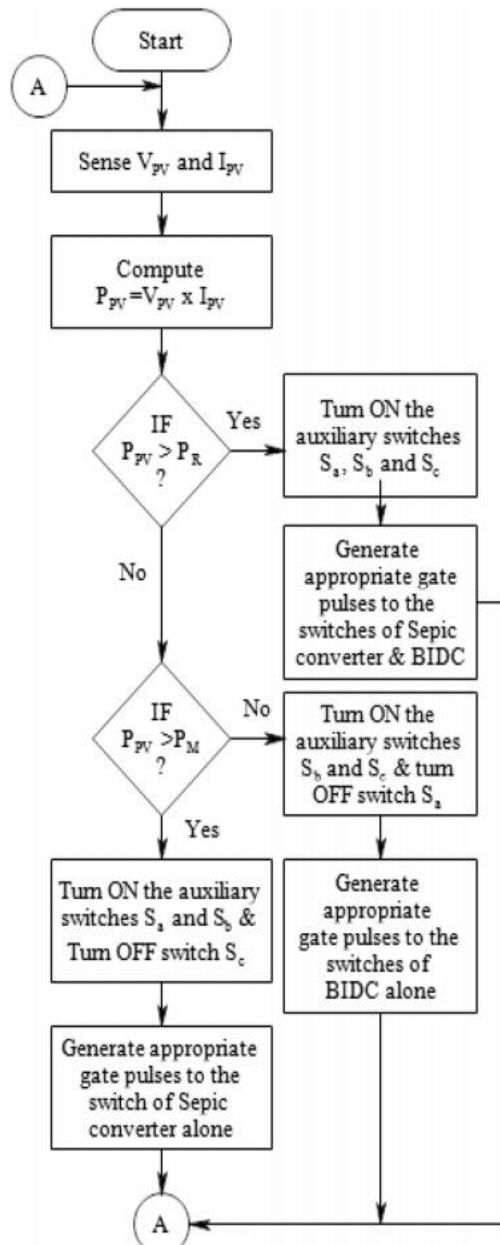 Start
A
Sense V_PV and I_PV
Compute
P_PV=V_PV x I_PV
IF
P_PV > P_R
?
Yes
Turn ON the
auxiliary switches
S_a, S_b and S_c
No
Generate
appropriate gate
pulses to the
switches of Sepic
converter & BIDC
IF
P_PV >P_M
?
No
Turn ON the
auxiliary switches
S_b and S_c & turn
OFF switch S_a
Yes
Turn ON the auxiliary
switches S_a and S_b &
Turn OFF switch S_c
Generate
appropriate
gate pulses to the
switches of
BIDC alone
Generate appropriate
gate pulses to the
switch of Sepic
converter alone
A